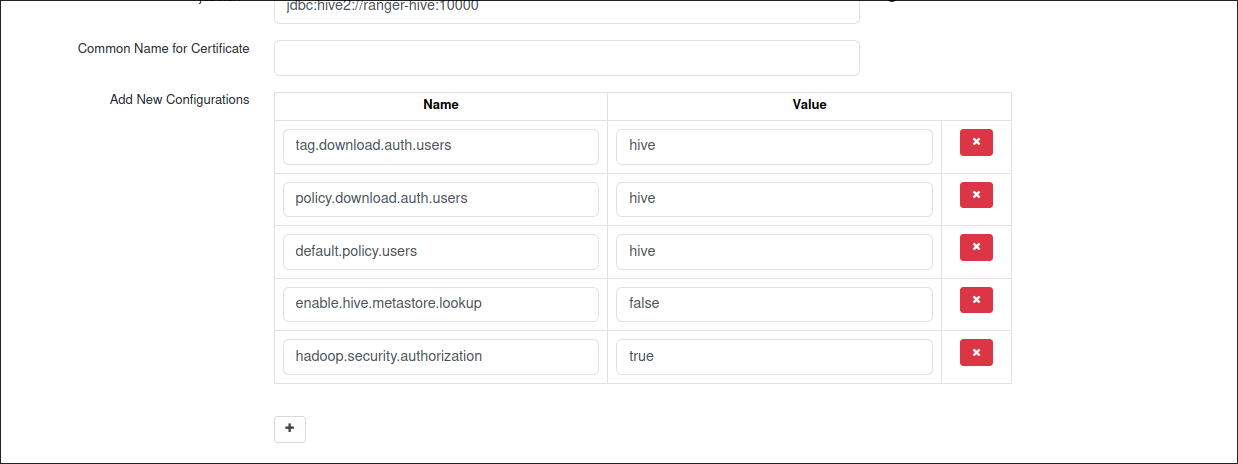 jdbc:hive2://ranger-hive:10000
Common Name for Certificate
Add New Configurations
Name Value
tag.download.auth.users hive
policy.download.auth.users hive
default.policy.users hive
enable.hive.metastore.lookup false
hadoop.security.authorization true